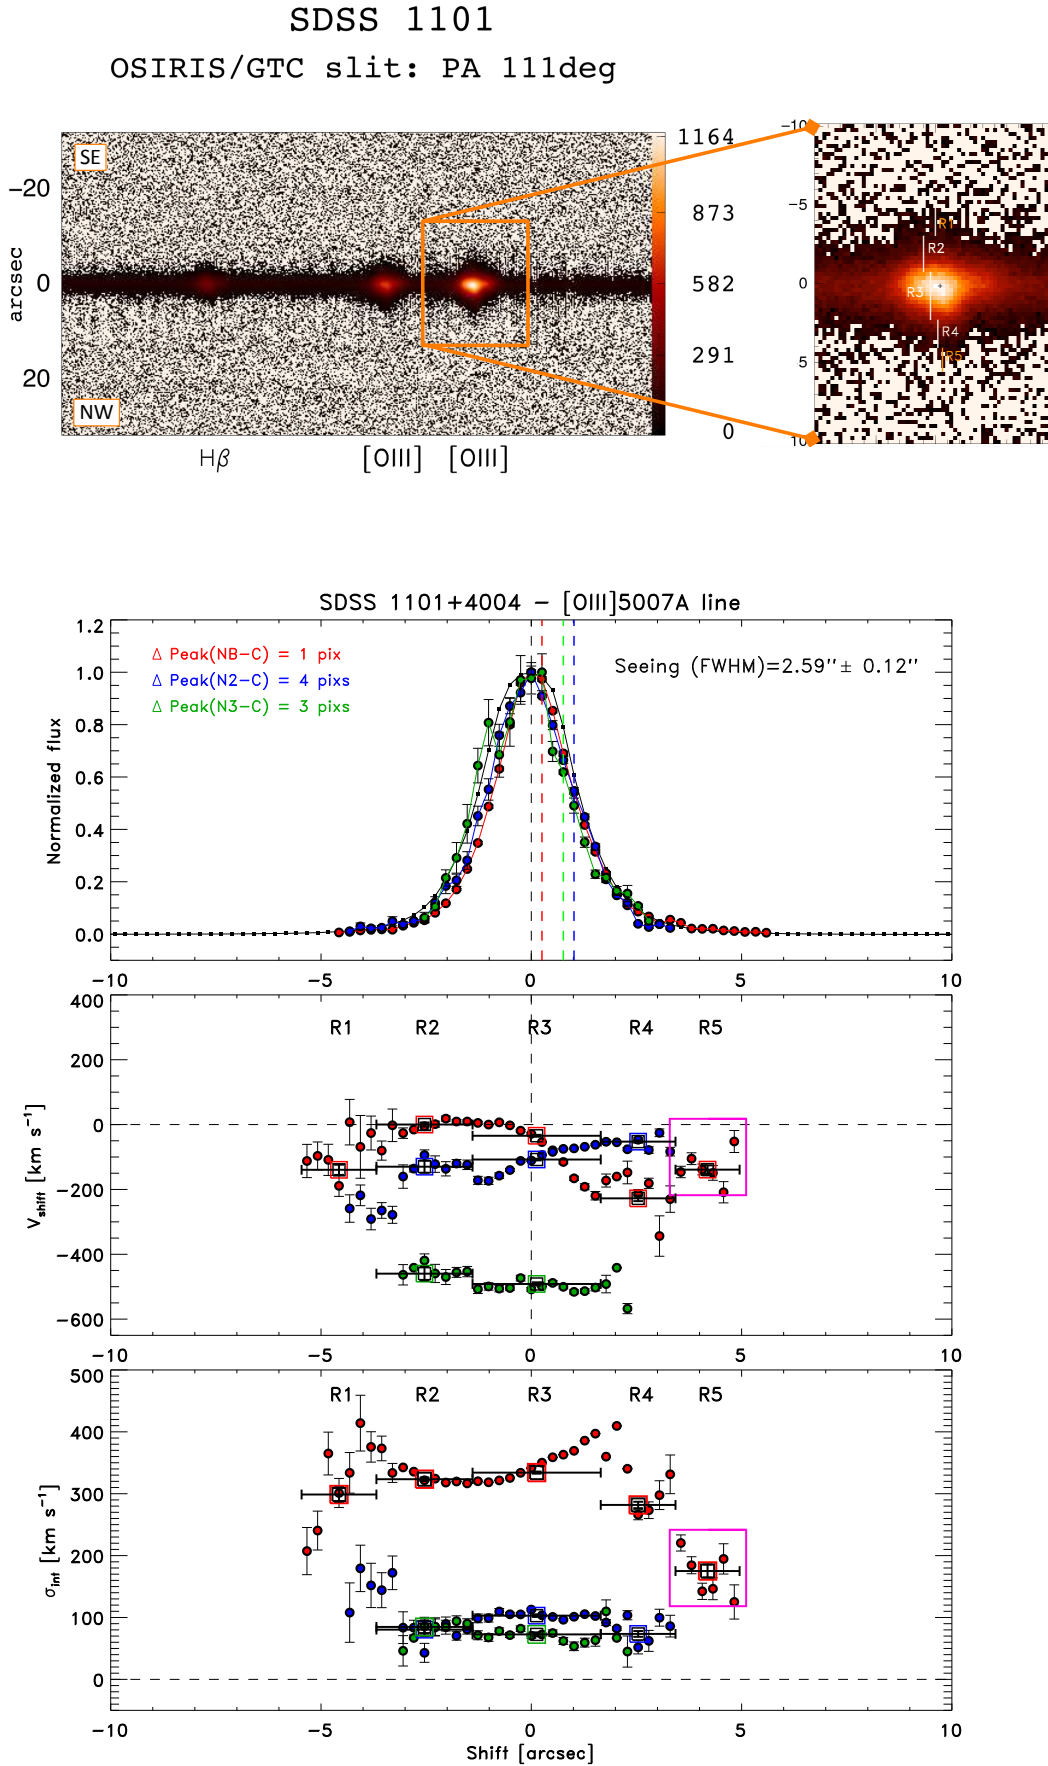 SDSS 1101
OSIRIS/GTC slit: PA 111deg
SE
NW
arcsec
−20
0
20
Hβ [OIII] [OIII]
1164
873
582
291
0
−10
−5
0
5
10
R1
R2
R3
R4
R5
SDSS 1101+4004 − [OIII]5007A line
Δ Peak(NB−C) = 1 pix
Δ Peak(N2−C) = 4 pixs
Δ Peak(N3−C) = 3 pixs
Seeing (FWHM)=2.59''± 0.12''
Normalized flux
1.2
1.0
0.8
0.6
0.4
0.2
0.0
−10 −5 0 5 10
R1 R2 R3 R4 R5
Vshift [km s−1]
400
200
0
−200
−400
−600
−10 −5 0 5 10
R1 R2 R3 R4 R5
σint [km s−1]
500
400
300
200
100
0
−10 −5 0 5 10
Shift [arcsec]